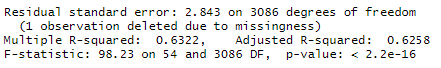 Residual standard error: 2.843 on 3086 degrees of freedom
(1 observation deleted due to missingness)
Multiple R-squared: 0.6322, Adjusted R-squared: 0.6258
F-statistic: 98.23 on 54 and 3086 DF, p-value: < 2.2e-16